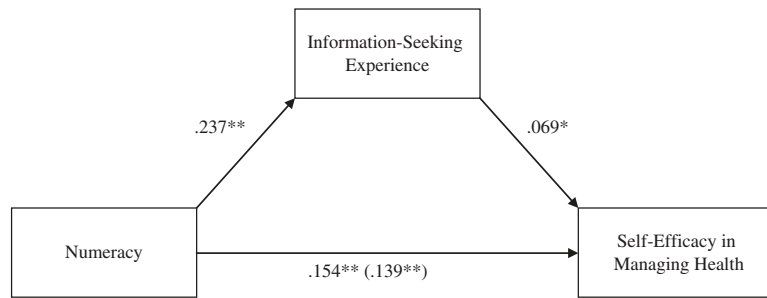 Information-Seeking
Experience
.237**
.069*
Numeracy
Self-Efficacy in
Managing Health
.154** (.139**)